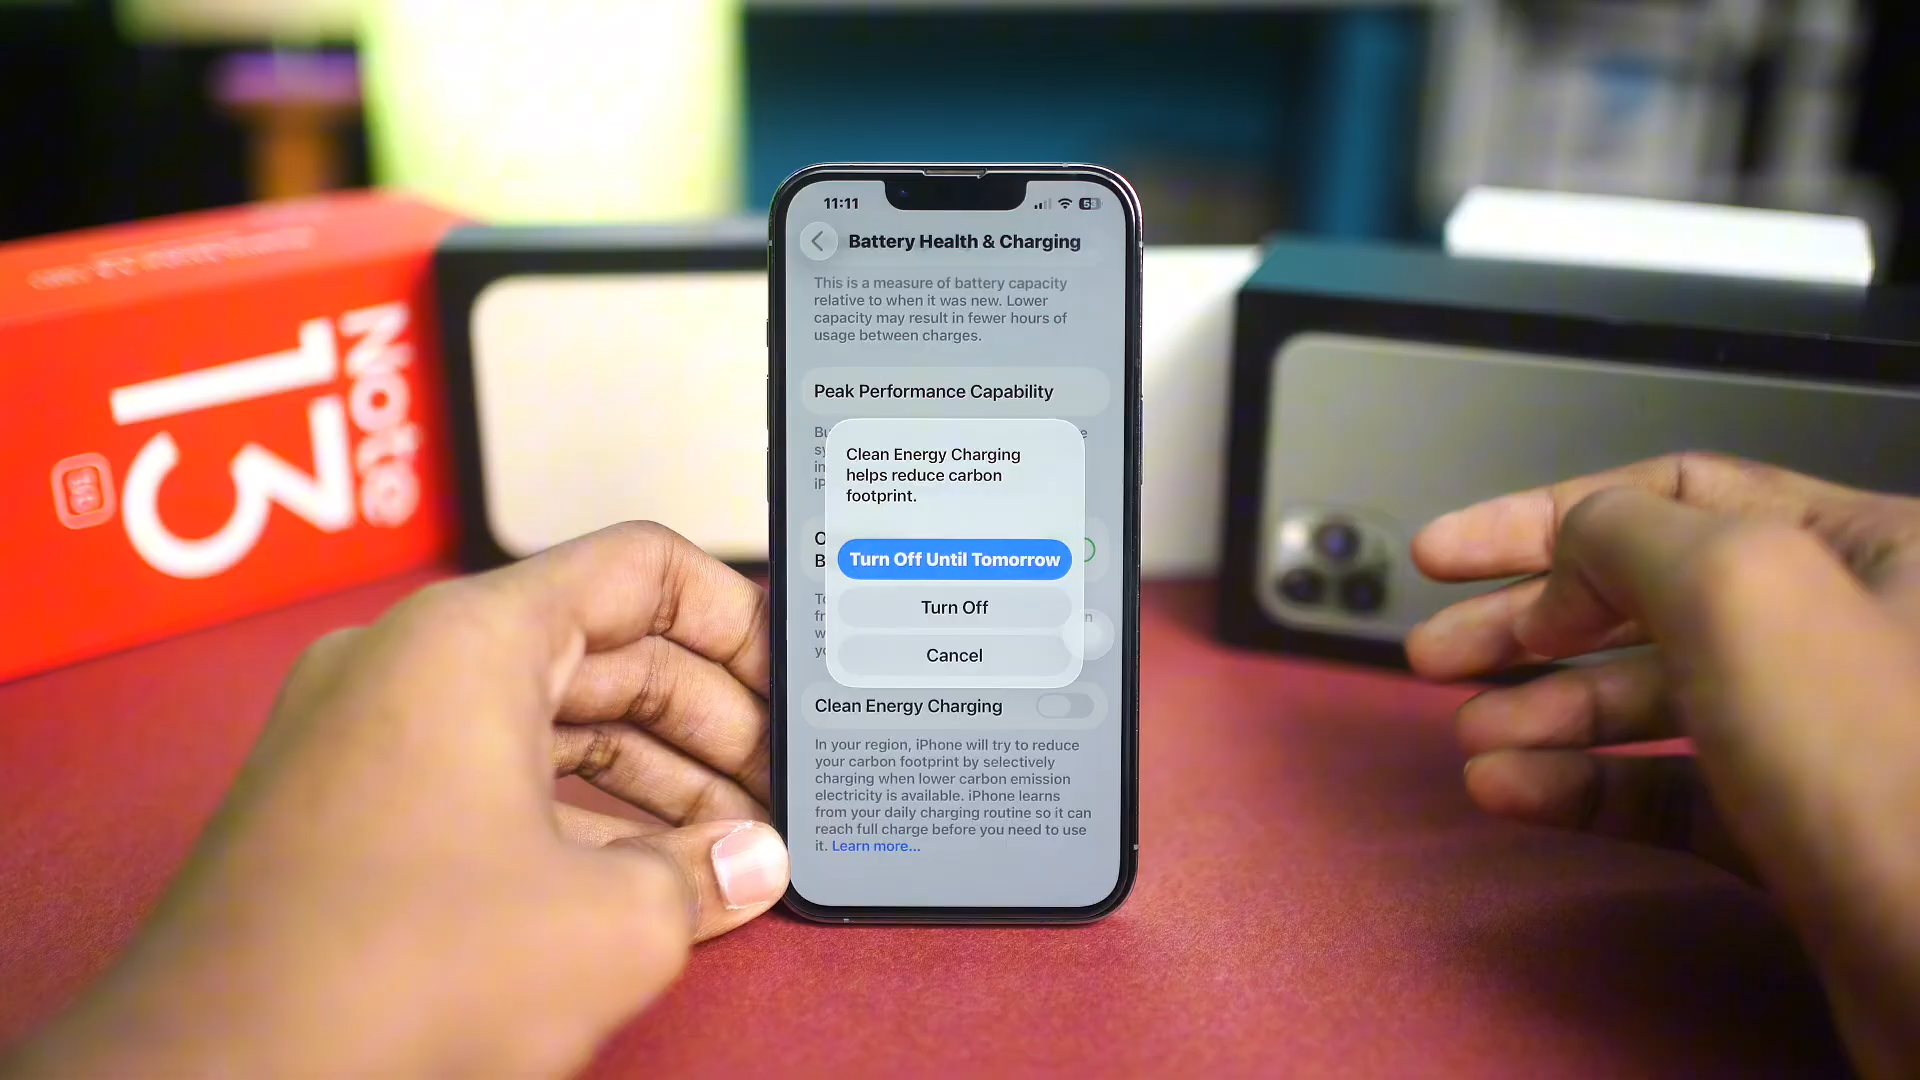 Note
13
11:11
53
Battery Health & Charging
This is a measure of battery capacity
relative to when it was new. Lower
capacity may result in fewer hours of
usage between charges.
Peak Performance Capability
Clean Energy Charging
helps reduce carbon
footprint.
Turn Off Until Tomorrow
Turn Off
Cancel
Clean Energy Charging
In your region, iPhone will try to reduce
your carbon footprint by selectively
charging when lower carbon emission
electricity is available. iPhone learns
from your daily charging routine so it can
reach full charge before you need to use
it. Learn more...